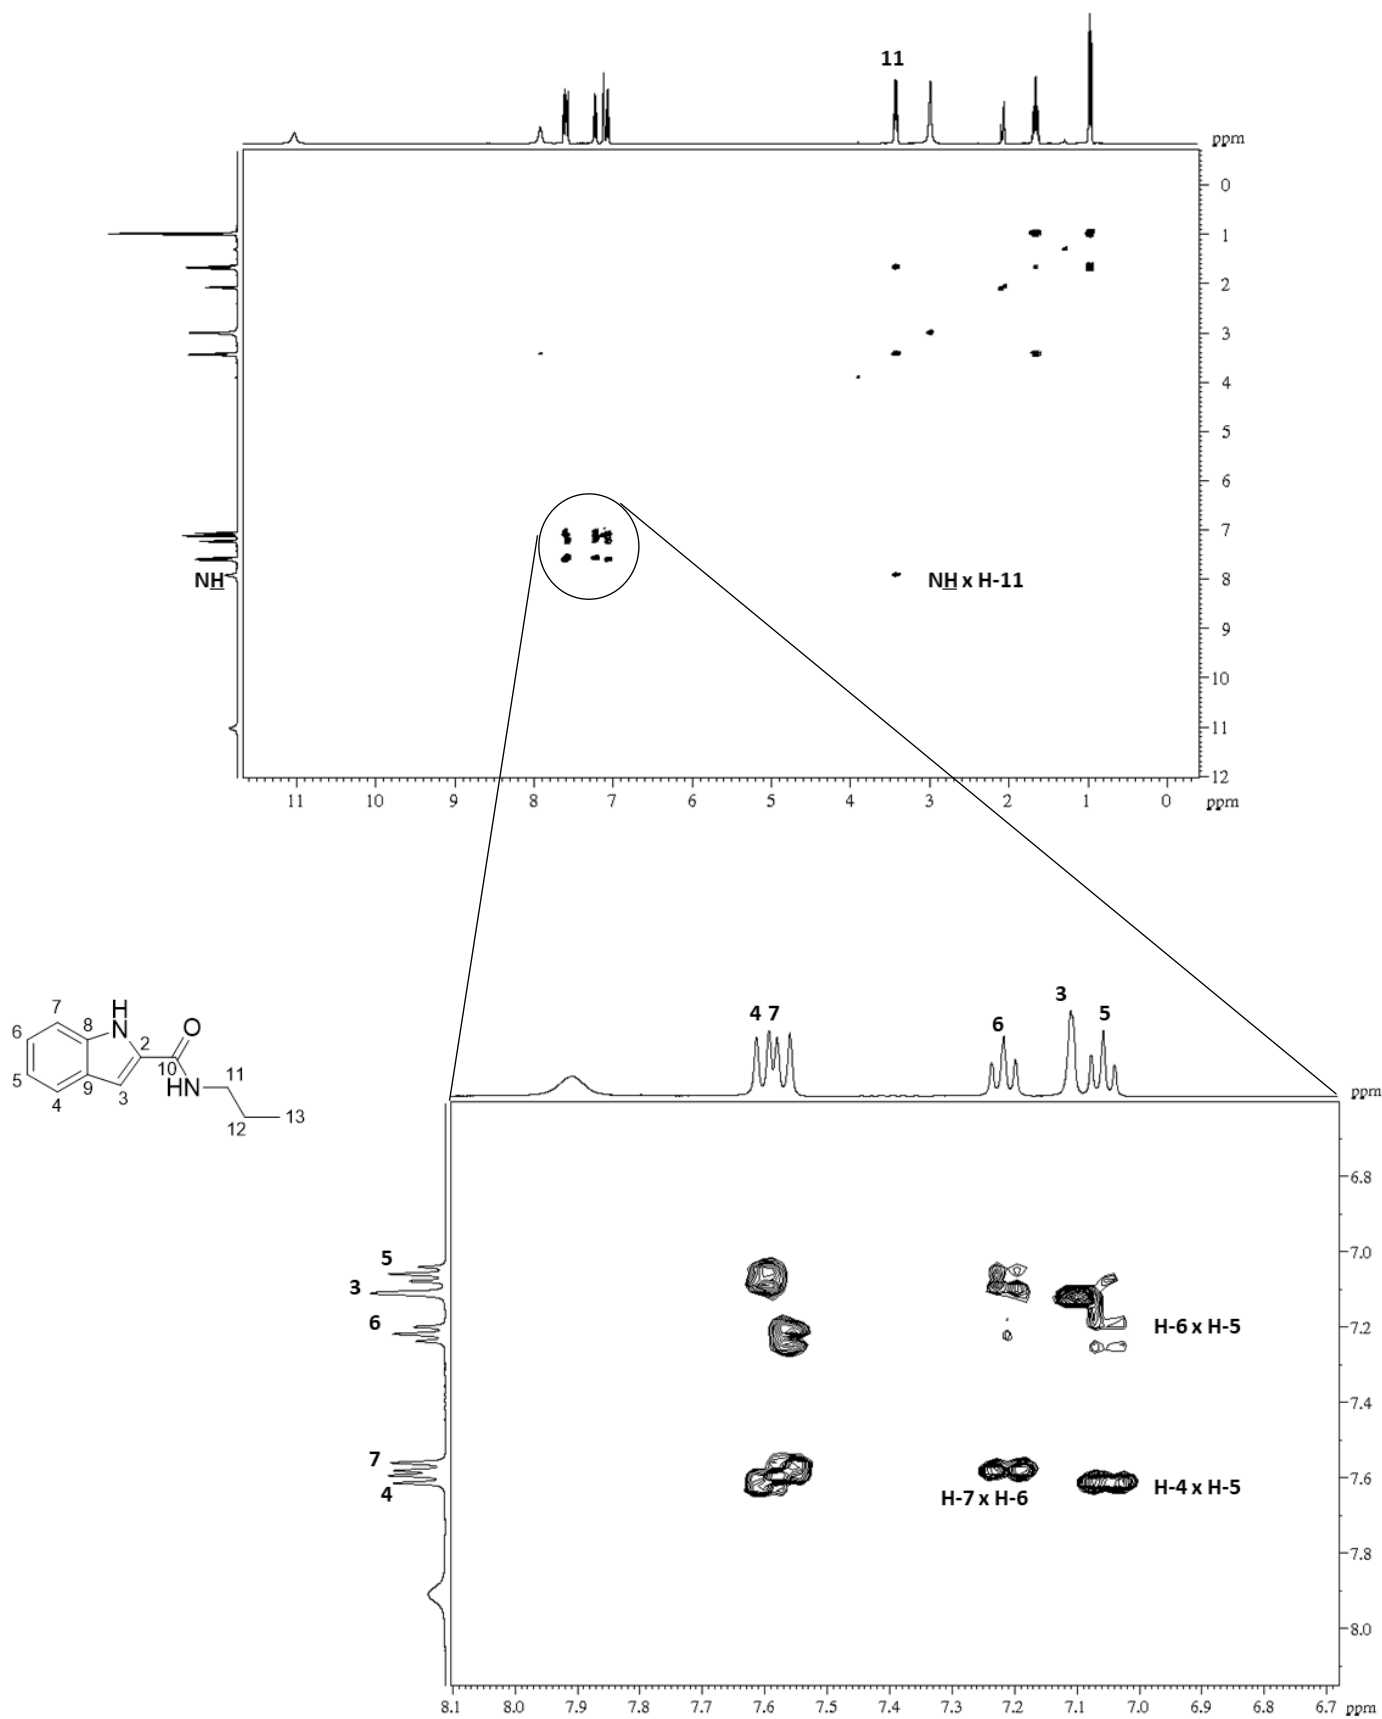 11
ppm
0
1
2
3
4
5
6
7
8
9
10
11
12
NH
NH x H-11
11 10 9 8 7 6 5 4 3 2 1 0 ppm
4 7 6 3 5
ppm
7 H O
6 8 2
5 9 10 HN 11
4 3
12 13
5
3
6
7
4
6.8
7.0
7.2
7.4
7.6
7.8
8.0
H-6 x H-5
H-7 x H-6
H-4 x H-5
8.1 8.0 7.9 7.8 7.7 7.6 7.5 7.4 7.3 7.2 7.1 7.0 6.9 6.8 6.7 ppm
N